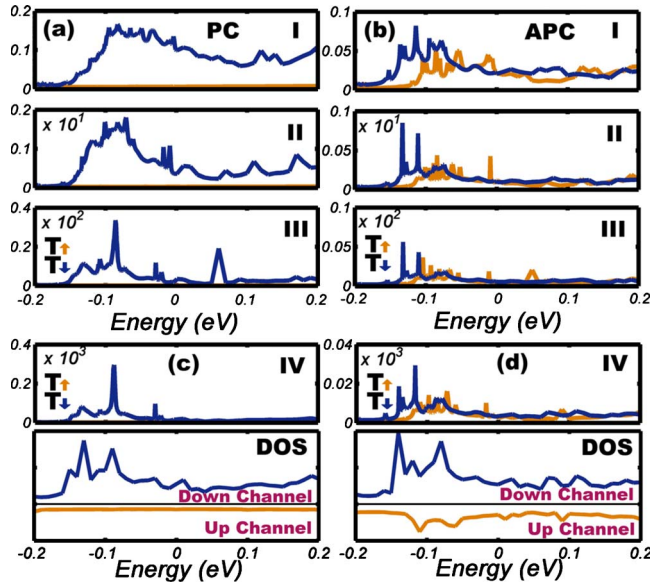 (a) PC I
0.2
0.1
0
(b) APC I
0.1
0.05
0
x 10¹ II
0.2
0.1
0
x 10¹ II
0.1
0.05
0
x 10² III
0.4
0.2
0
T↑
T↓
-0.2 -0.1 0 0.1 0.2
Energy (eV)
x 10² III
0.1
0.05
0
T↑
T↓
-0.2 -0.1 0 0.1 0.2
Energy (eV)
x 10³ (c) IV
0.4
0.2
0
T↑
T↓
x 10³ (d) IV
0.04
0.02
0
T↑
T↓
DOS
Down Channel
Up Channel
-0.2 -0.1 0 0.1 0.2
Energy (eV)
DOS
Down Channel
Up Channel
-0.2 -0.1 0 0.1 0.2
Energy (eV)